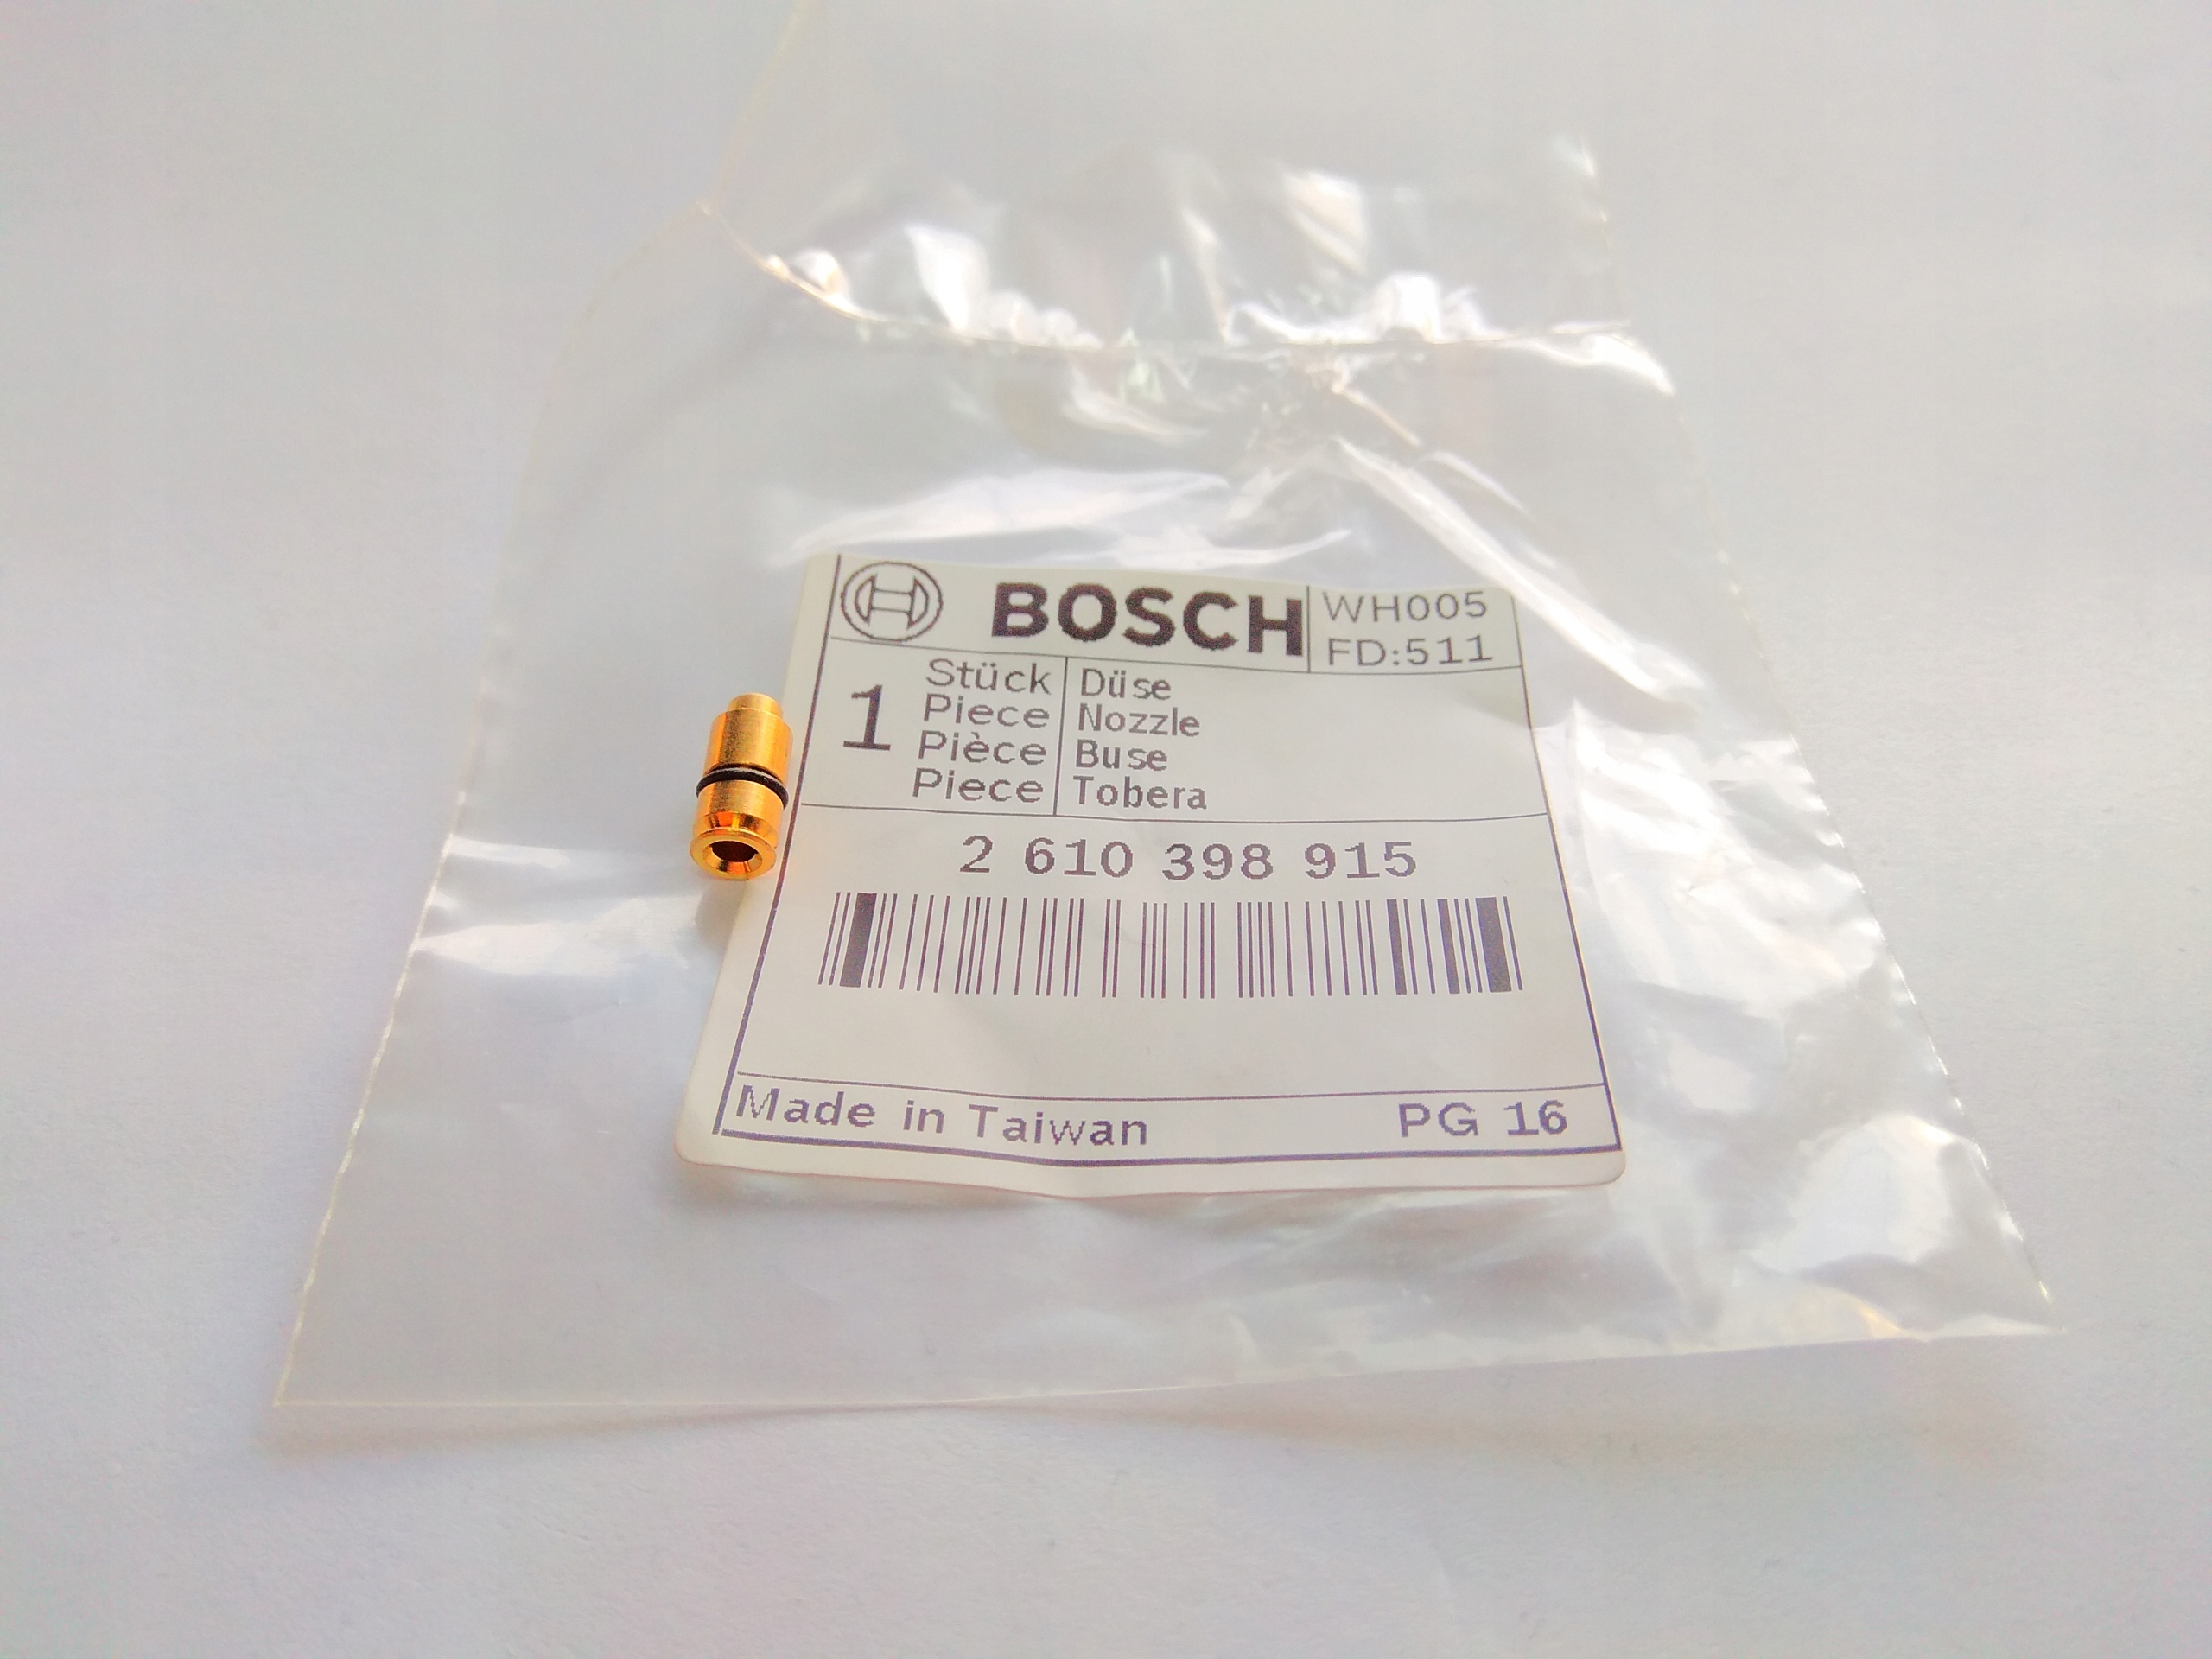 BOSCH
WH005
FD:511
1
Stück
Piece
Pièce
Piece
Düse
Nozzle
Buse
Tobera
2 610 398 915
Made in Taiwan
PG 16